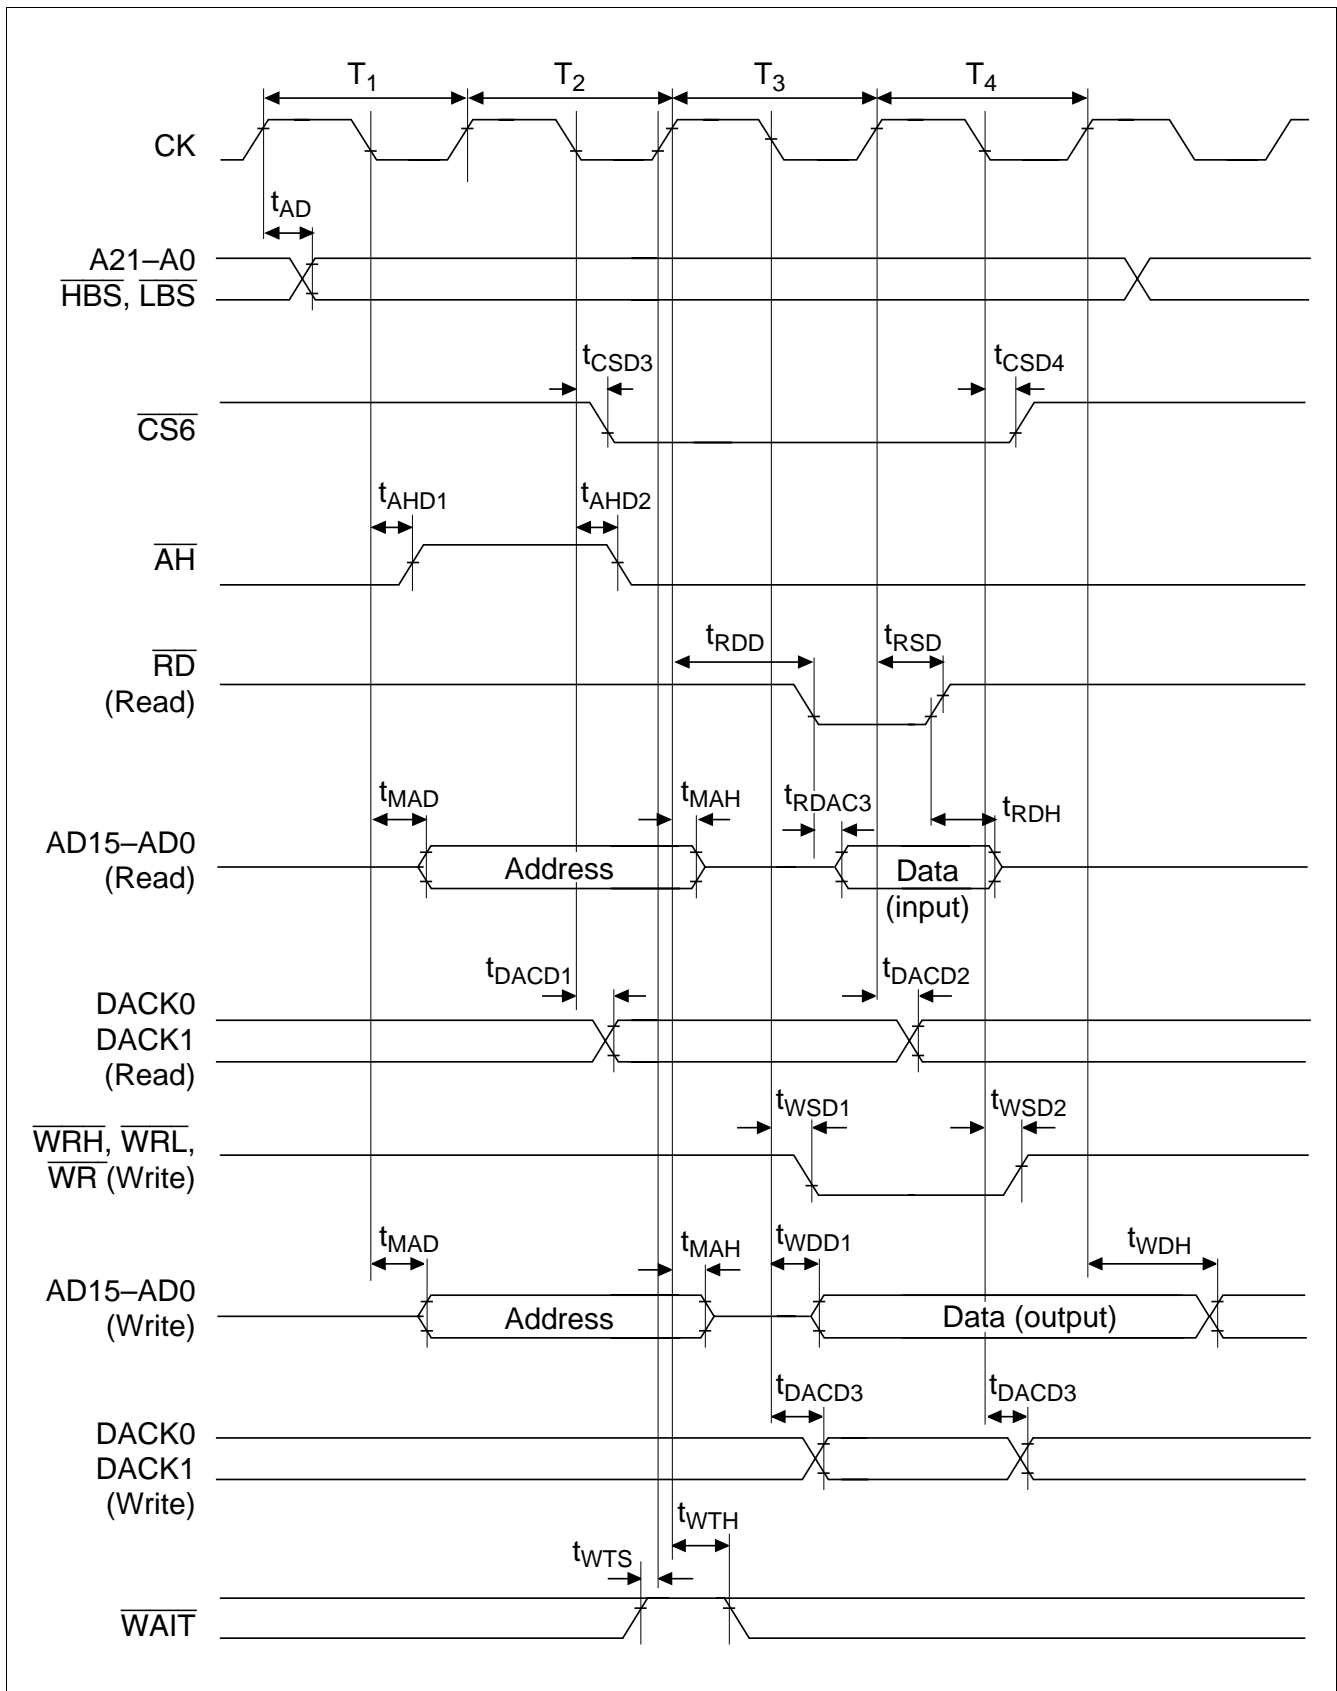 T1 T2 T3 T4
CK
tAD
A21–A0
HBS, LBS
tCSD3 tCSD4
CS6
tAHD1 tAHD2
AH
tRDD tRSD
RD
(Read)
tMAD tMAH tRDAC3 tRDH
AD15–AD0
(Read)
Address Data
(input)
tDACD1 tDACD2
DACK0
DACK1
(Read)
tWSD1 tWSD2
WRH, WRL,
WR (Write)
tMAD tMAH tWDD1 tWDH
AD15–AD0
(Write)
Address Data (output)
tDACD3 tDACD3
DACK0
DACK1
(Write)
tWTH
tWTS
WAIT